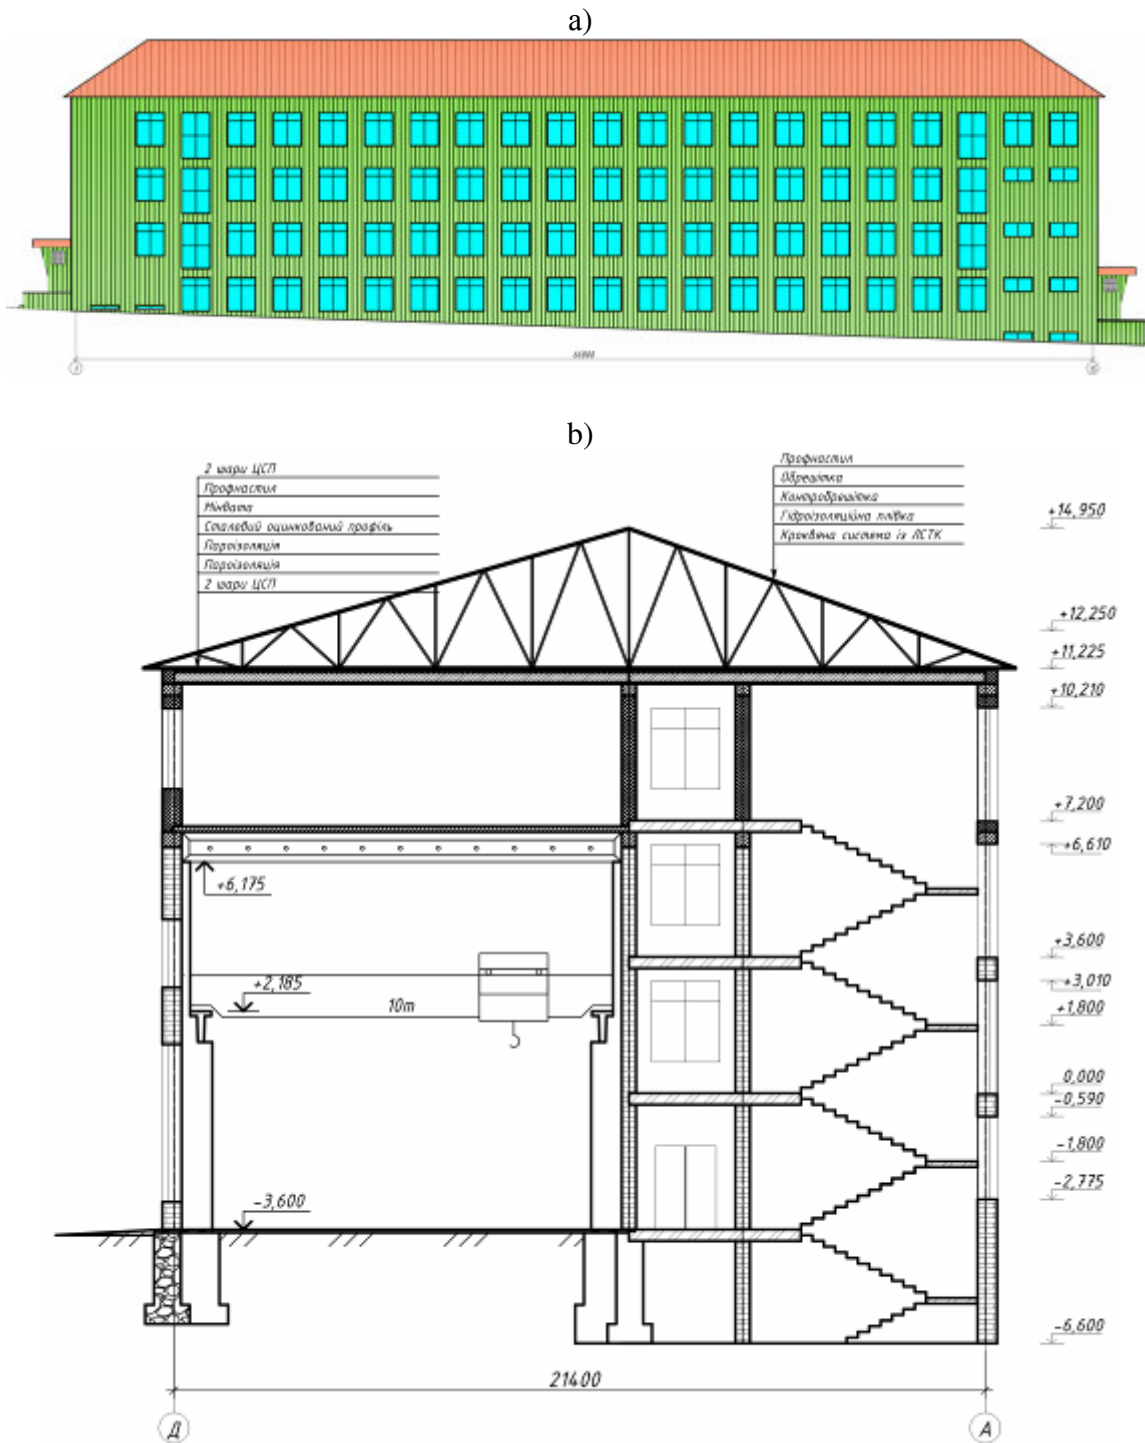 a)
66000
b)
2 шари ЦСП
Профнастил
Мінвата
Сталевий оцинкований профіль
Пароізоляція
Пароізоляція
2 шари ЦСП
Профнастил
Обрешітка
Контробрешітка
Гідроізоляційна плівка
Кроквяна система із ЛСТК
+14,950
+12,250
+11,225
+10,210
+7,200
+6,610
+6,175
+3,600
+3,010
+2,185
10т
+1,800
0,000
-0,590
-1,800
-2,775
-3,600
-6,600
21400
Д
А